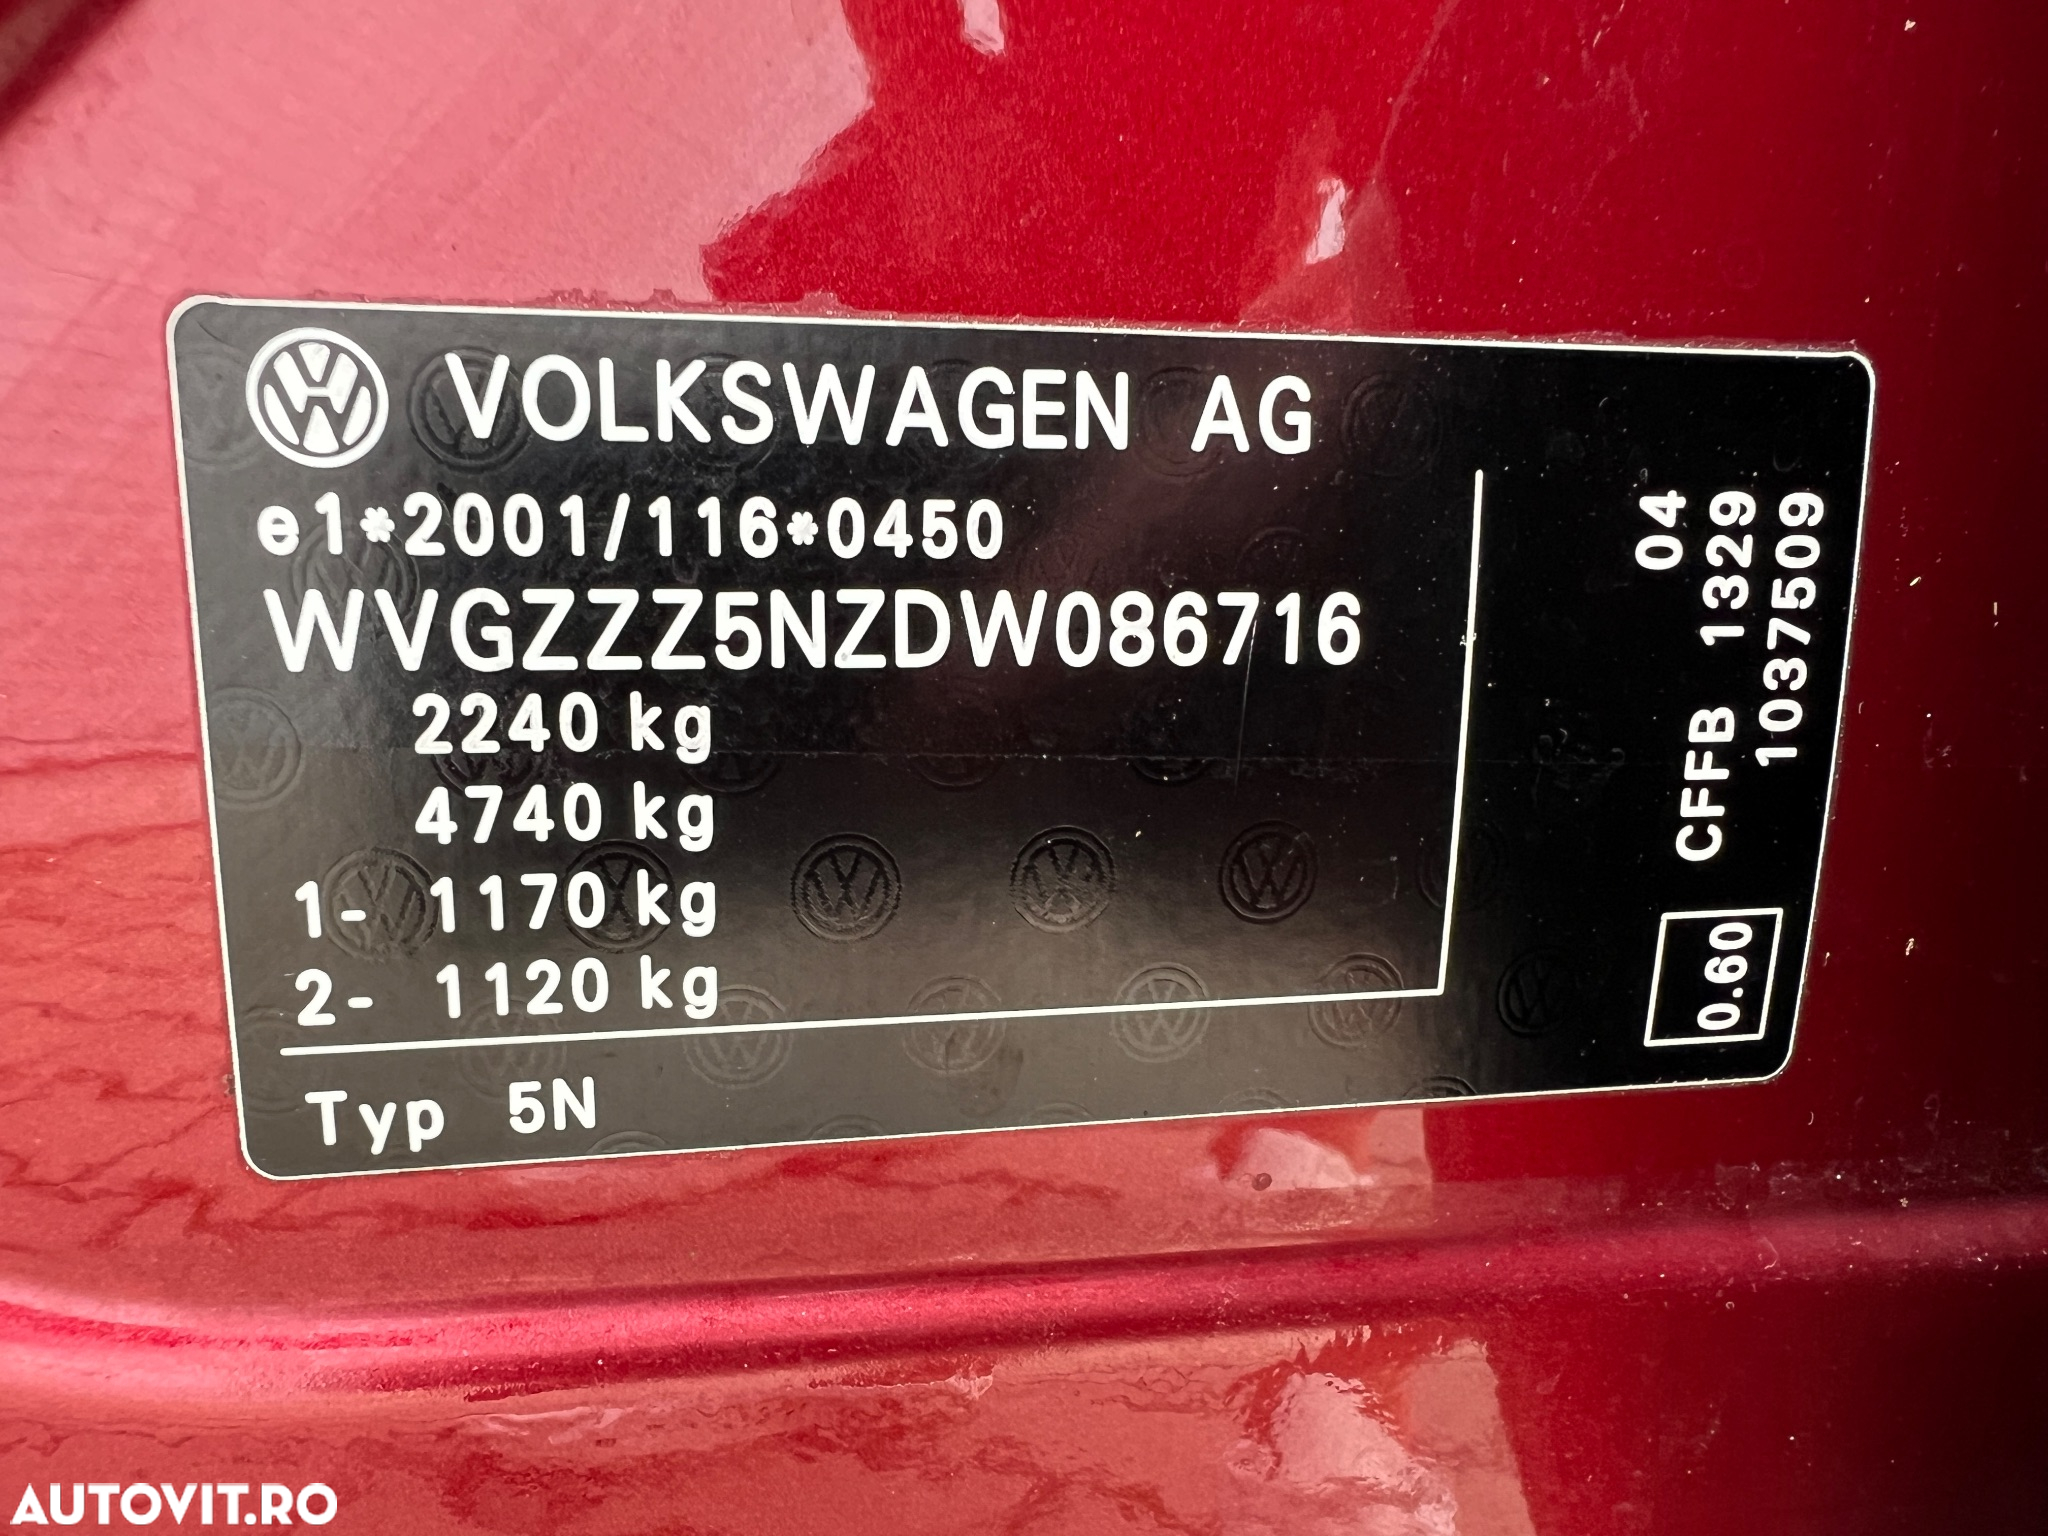 VOLKSWAGEN AG
e1*2001/116*0450
WVGZZZ5NZDW086716
2240 kg
4740 kg
1- 1170 kg
2- 1120 kg
Typ 5N
04
CFFB 1329
1037509
0.60
AUTOVIT.RO